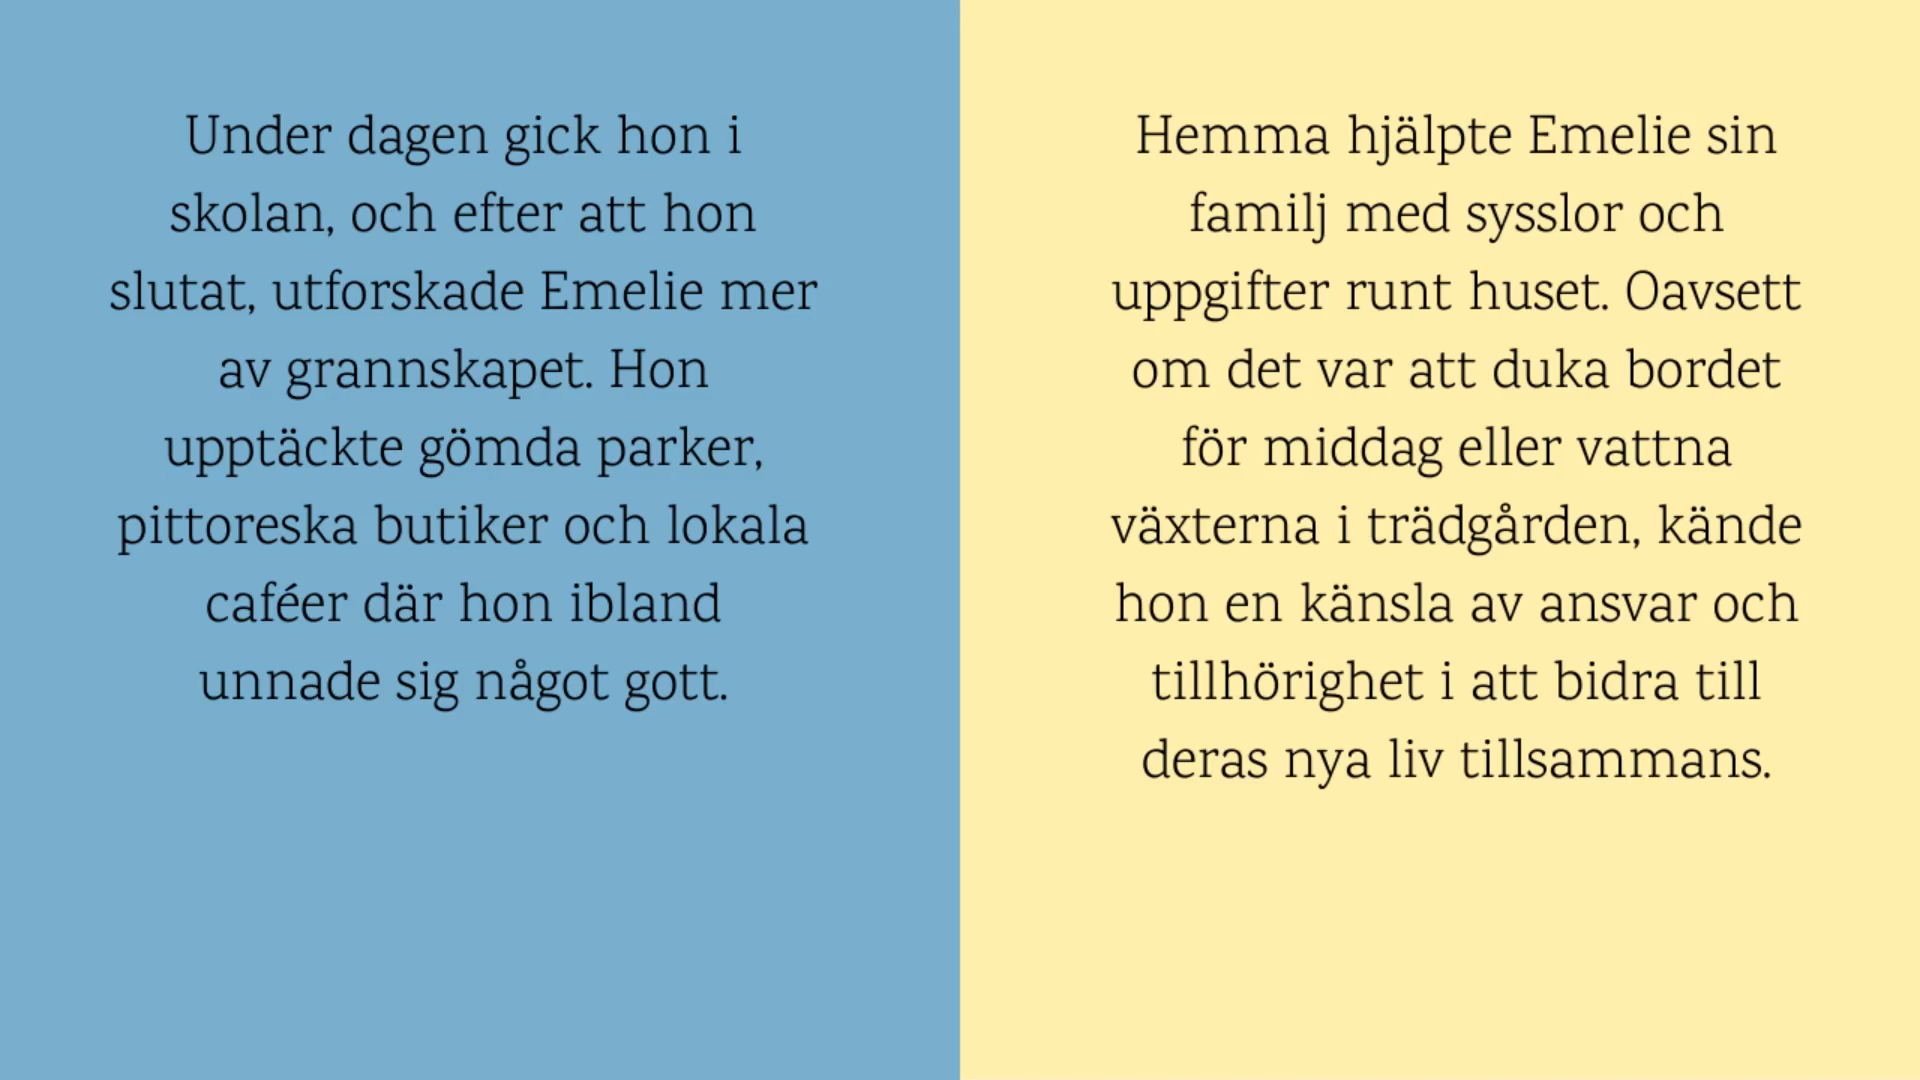 Under dagen gick hon i
skolan, och efter att hon
slutat, utforskade Emelie mer
av grannskapet. Hon
upptäckte gömda parker,
pittoreska butiker och lokala
caféer där hon ibland
unnade sig något gott.
Hemma hjälpte Emelie sin
familj med sysslor och
uppgifter runt huset. Oavsett
om det var att duka bordet
för middag eller vattna
växterna i trädgården, kände
hon en känsla av ansvar och
tillhörighet i att bidra till
deras nya liv tillsammans.